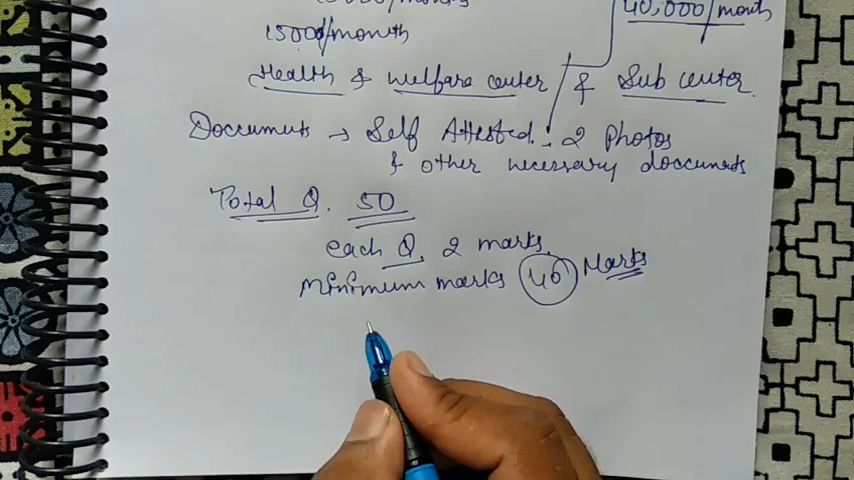 15000/month
40,000/month
Health & welfare center & Sub center.
Documents → Self Attested. 2 Photos
& other necessary documents
Total Q. 50
each Q. 2 marks.
Minimum marks 40 Marks